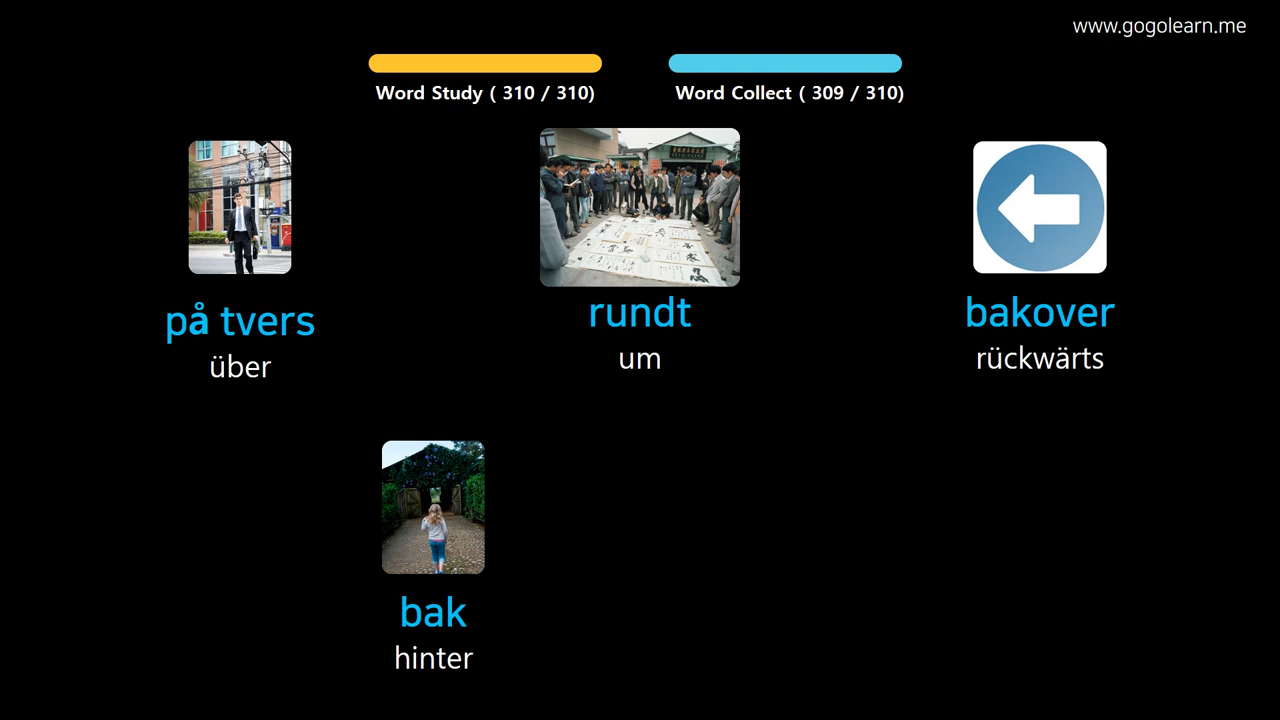 www.gogolearn.me
Word Study ( 310 / 310)
Word Collect ( 309 / 310)
på tvers
über
rundt
um
bakover
rückwärts
bak
hinter